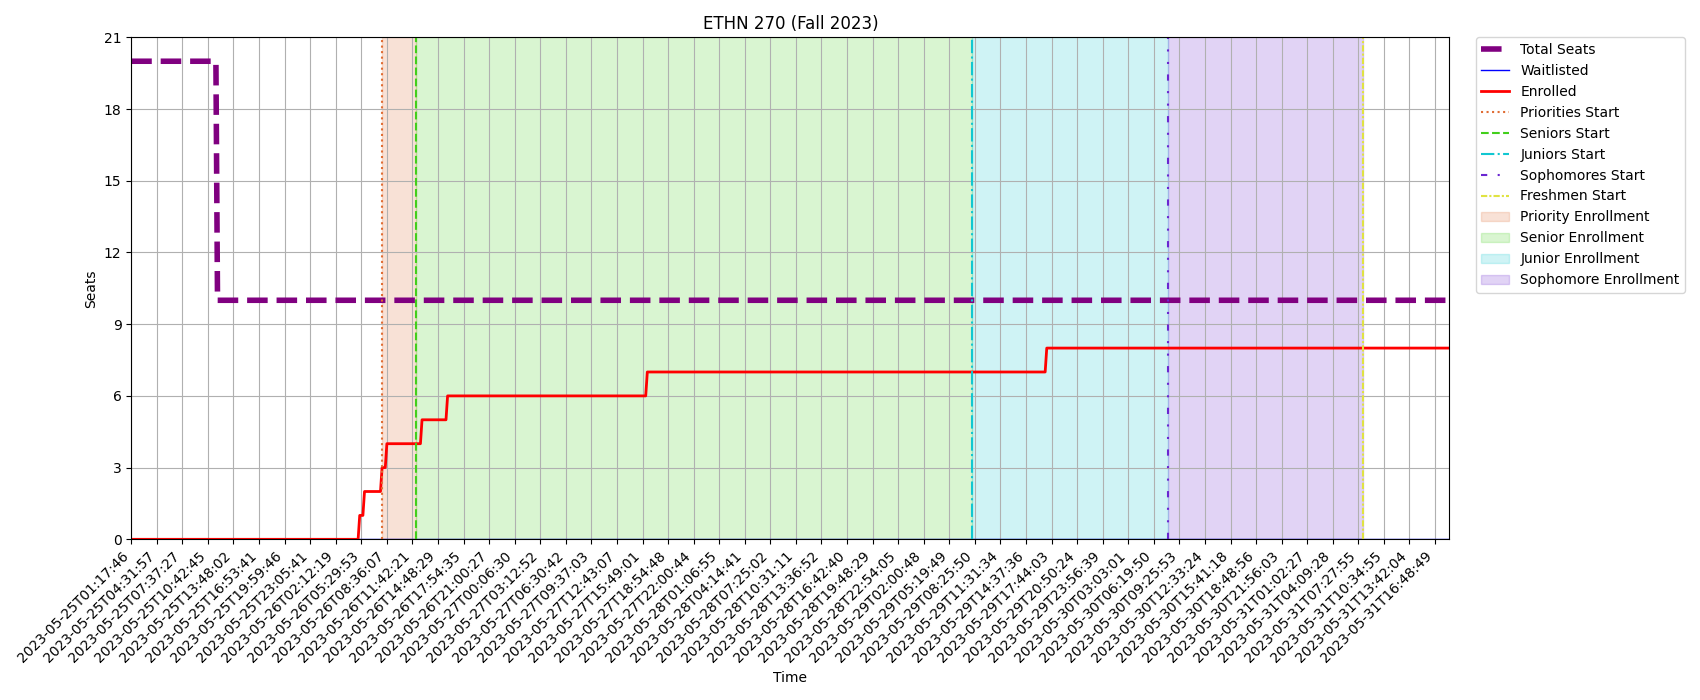 ETHN 270 (Fall 2023)
21
18
15
12
9
6
3
0
Seats
2023-05-25T01:17:46
2023-05-25T04:31:57
2023-05-25T07:37:27
2023-05-25T10:42:45
2023-05-25T13:48:02
2023-05-25T16:53:41
2023-05-25T19:59:46
2023-05-25T23:05:41
2023-05-26T02:12:19
2023-05-26T05:29:53
2023-05-26T08:36:07
2023-05-26T11:42:21
2023-05-26T14:48:29
2023-05-26T17:54:35
2023-05-26T21:00:27
2023-05-27T00:06:30
2023-05-27T03:12:52
2023-05-27T06:30:42
2023-05-27T09:37:03
2023-05-27T12:43:07
2023-05-27T15:49:01
2023-05-27T18:54:48
2023-05-27T22:00:44
2023-05-28T01:06:55
2023-05-28T04:14:41
2023-05-28T07:25:02
2023-05-28T10:31:11
2023-05-28T13:36:52
2023-05-28T16:42:40
2023-05-28T19:48:29
2023-05-28T22:54:05
2023-05-29T02:00:48
2023-05-29T05:19:49
2023-05-29T08:25:50
2023-05-29T11:31:34
2023-05-29T14:37:36
2023-05-29T17:44:03
2023-05-29T20:50:24
2023-05-29T23:56:39
2023-05-30T03:03:01
2023-05-30T06:19:50
2023-05-30T09:25:53
2023-05-30T12:33:24
2023-05-30T15:41:18
2023-05-30T18:48:56
2023-05-30T21:56:03
2023-05-31T01:02:27
2023-05-31T04:09:28
2023-05-31T07:27:55
2023-05-31T10:34:55
2023-05-31T13:42:04
2023-05-31T16:48:49
Time
Total Seats
Waitlisted
Enrolled
Priorities Start
Seniors Start
Juniors Start
Sophomores Start
Freshmen Start
Priority Enrollment
Senior Enrollment
Junior Enrollment
Sophomore Enrollment